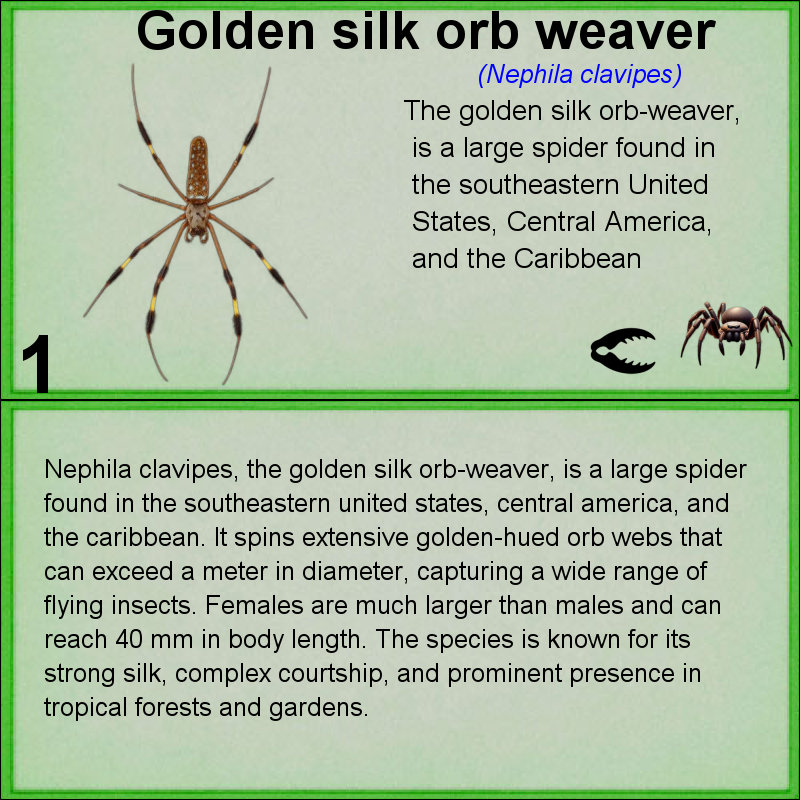 Golden silk orb weaver
(Nephila clavipes)
The golden silk orb-weaver,
is a large spider found in
the southeastern United
States, Central America,
and the Caribbean
1
Nephila clavipes, the golden silk orb-weaver, is a large spider
found in the southeastern united states, central america, and
the caribbean. It spins extensive golden-hued orb webs that
can exceed a meter in diameter, capturing a wide range of
flying insects. Females are much larger than males and can
reach 40 mm in body length. The species is known for its
strong silk, complex courtship, and prominent presence in
tropical forests and gardens.